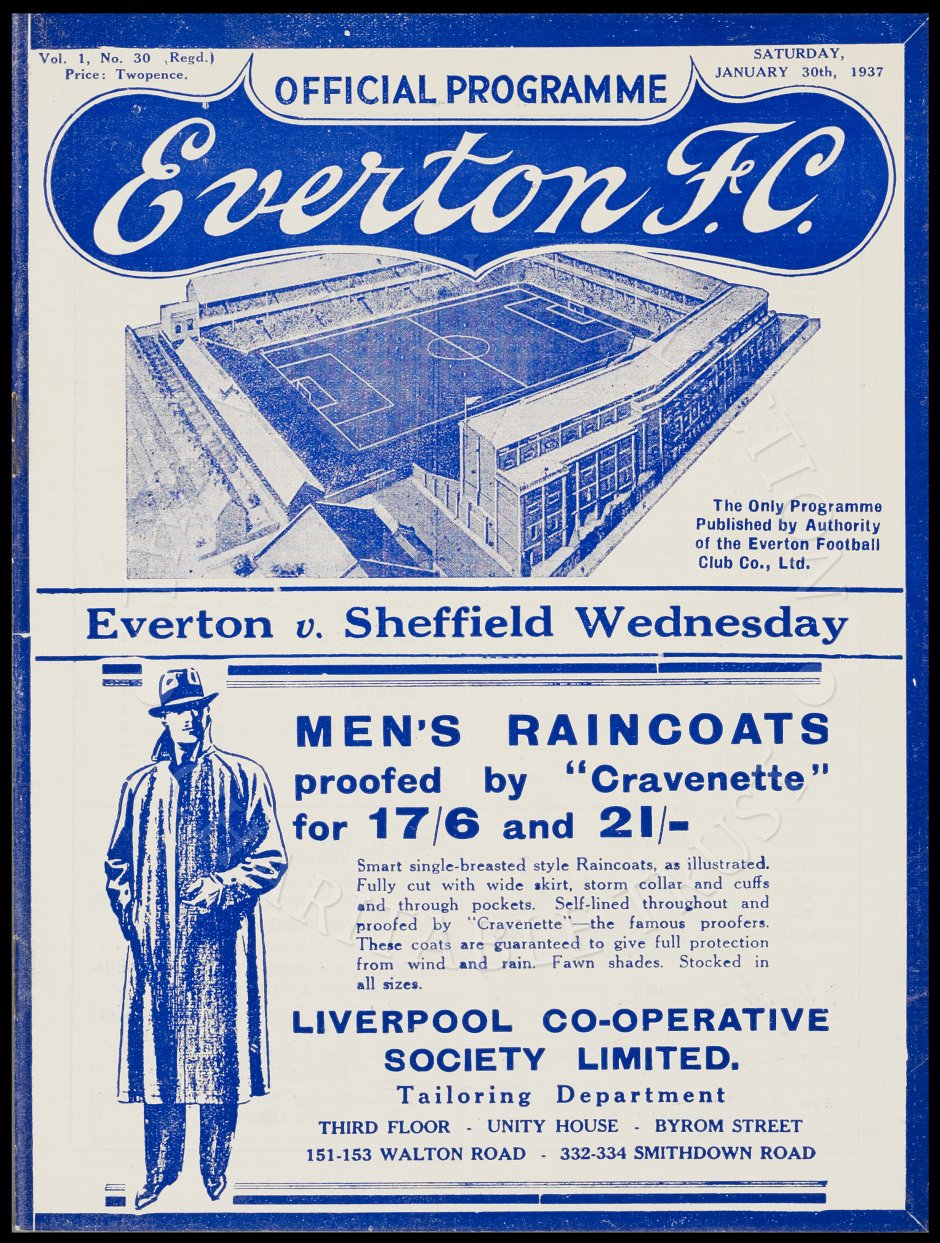 Vol. 1, No. 30 (Regd.)
Price: Twopence.
SATURDAY,
JANUARY 30th, 1937
OFFICIAL PROGRAMME
Everton F.C.
The Only Programme
Published by Authority
of the Everton Football
Club Co., Ltd.
Everton v. Sheffield Wednesday
MEN'S RAINCOATS
proofed by "Cravenette"
for 17/6 and 21/-
Smart single-breasted style Raincoats, as illustrated.
Fully cut with wide skirt, storm collar and cuffs
and through pockets. Self-lined throughout and
proofed by "Cravenette"—the famous proofers.
These coats are guaranteed to give full protection
from wind and rain. Fawn shades. Stocked in
all sizes.
LIVERPOOL CO-OPERATIVE
SOCIETY LIMITED.
Tailoring Department
THIRD FLOOR - UNITY HOUSE - BYROM STREET
151-153 WALTON ROAD - 332-334 SMITHDOWN ROAD